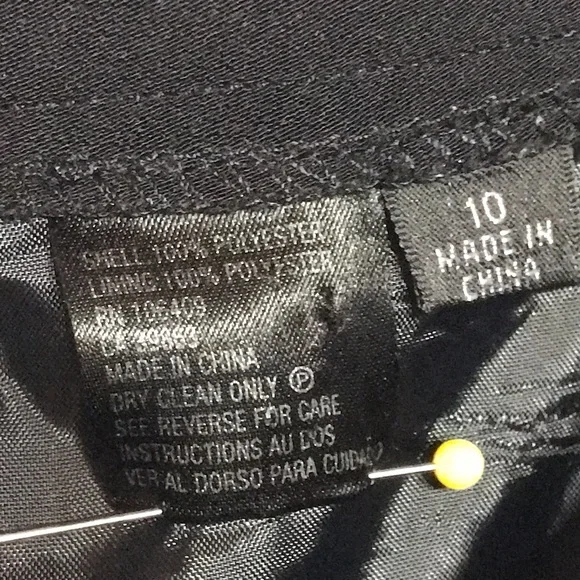 SHELL 100% POLYESTER
LINING 100% POLYESTER
RN 106409
MADE IN CHINA
DRY CLEAN ONLY Ⓟ
SEE REVERSE FOR CARE
INSTRUCTIONS AU DOS
VER AL DORSO PARA CUIDADO
10
MADE IN
CHINA